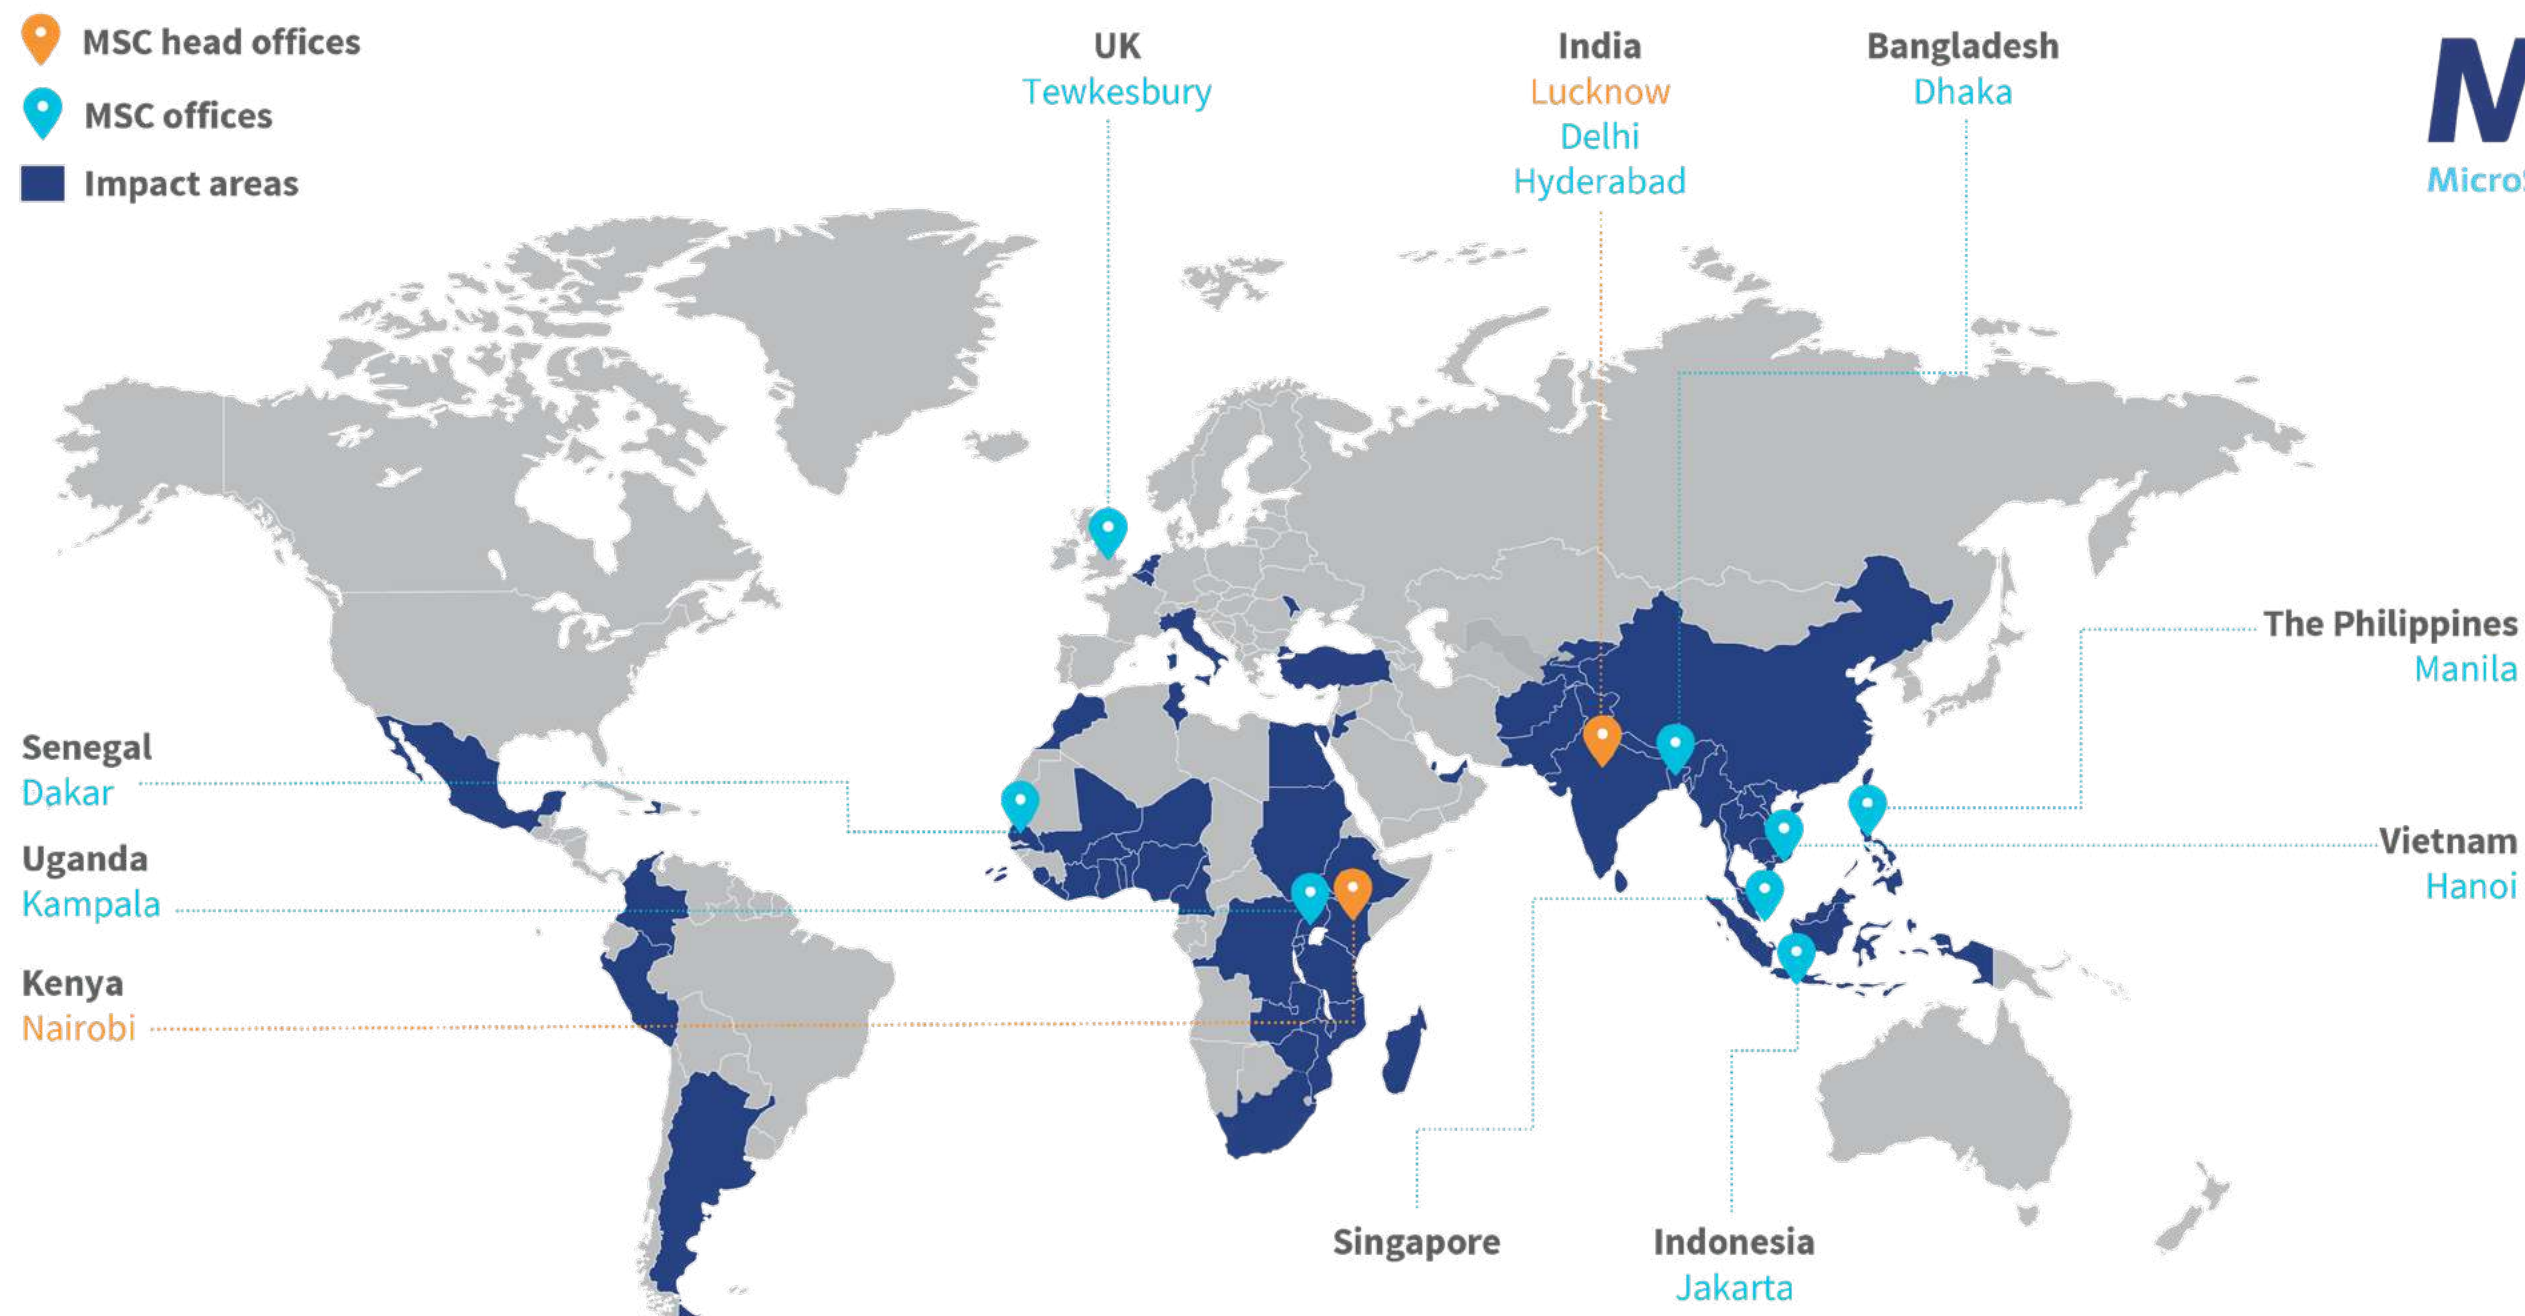 MSC head offices
MSC offices
Impact areas
UK
Tewkesbury
India
Lucknow
Delhi
Hyderabad
Bangladesh
Dhaka
The Philippines
Manila
Vietnam
Hanoi
Senegal
Dakar
Uganda
Kampala
Kenya
Nairobi
Singapore
Indonesia
Jakarta